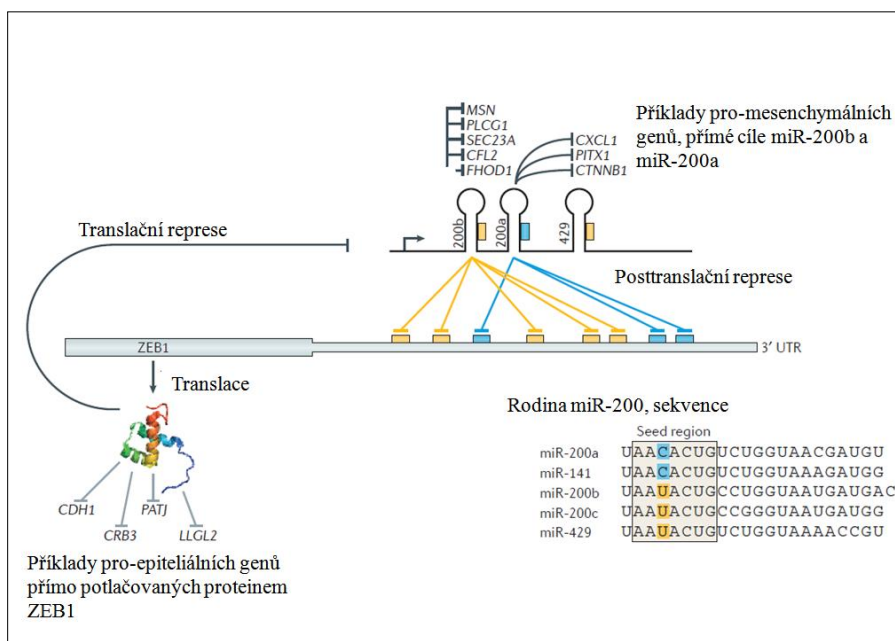 MSN
PLCG1
SEC23A
CFL2
FHOD1
CXCL1
PITX1
CTNNB1
Příklady pro-mesenchymálních
genů, přímé cíle miR-200b a
miR-200a
Translační represe
200b
200a
429
Posttranslační represe
ZEB1
3' UTR
Translace
CDH1
CRB3
PATJ
LLGL2
Příklady pro-epiteliálních genů
přímo potlačovaných proteinem
ZEB1
Rodina miR-200, sekvence
Seed region
miR-200a UAACACUGUCUGGUAACGAUGU
miR-141 UAACACUGUCUGGUAAAGAUGG
miR-200b UAAUACUGCCUGGUAAUGAUGAC
miR-200c UAAUACUGCCGGGUAAUGAUGG
miR-429 UAAUACUGUCUGGUAAAACCGU